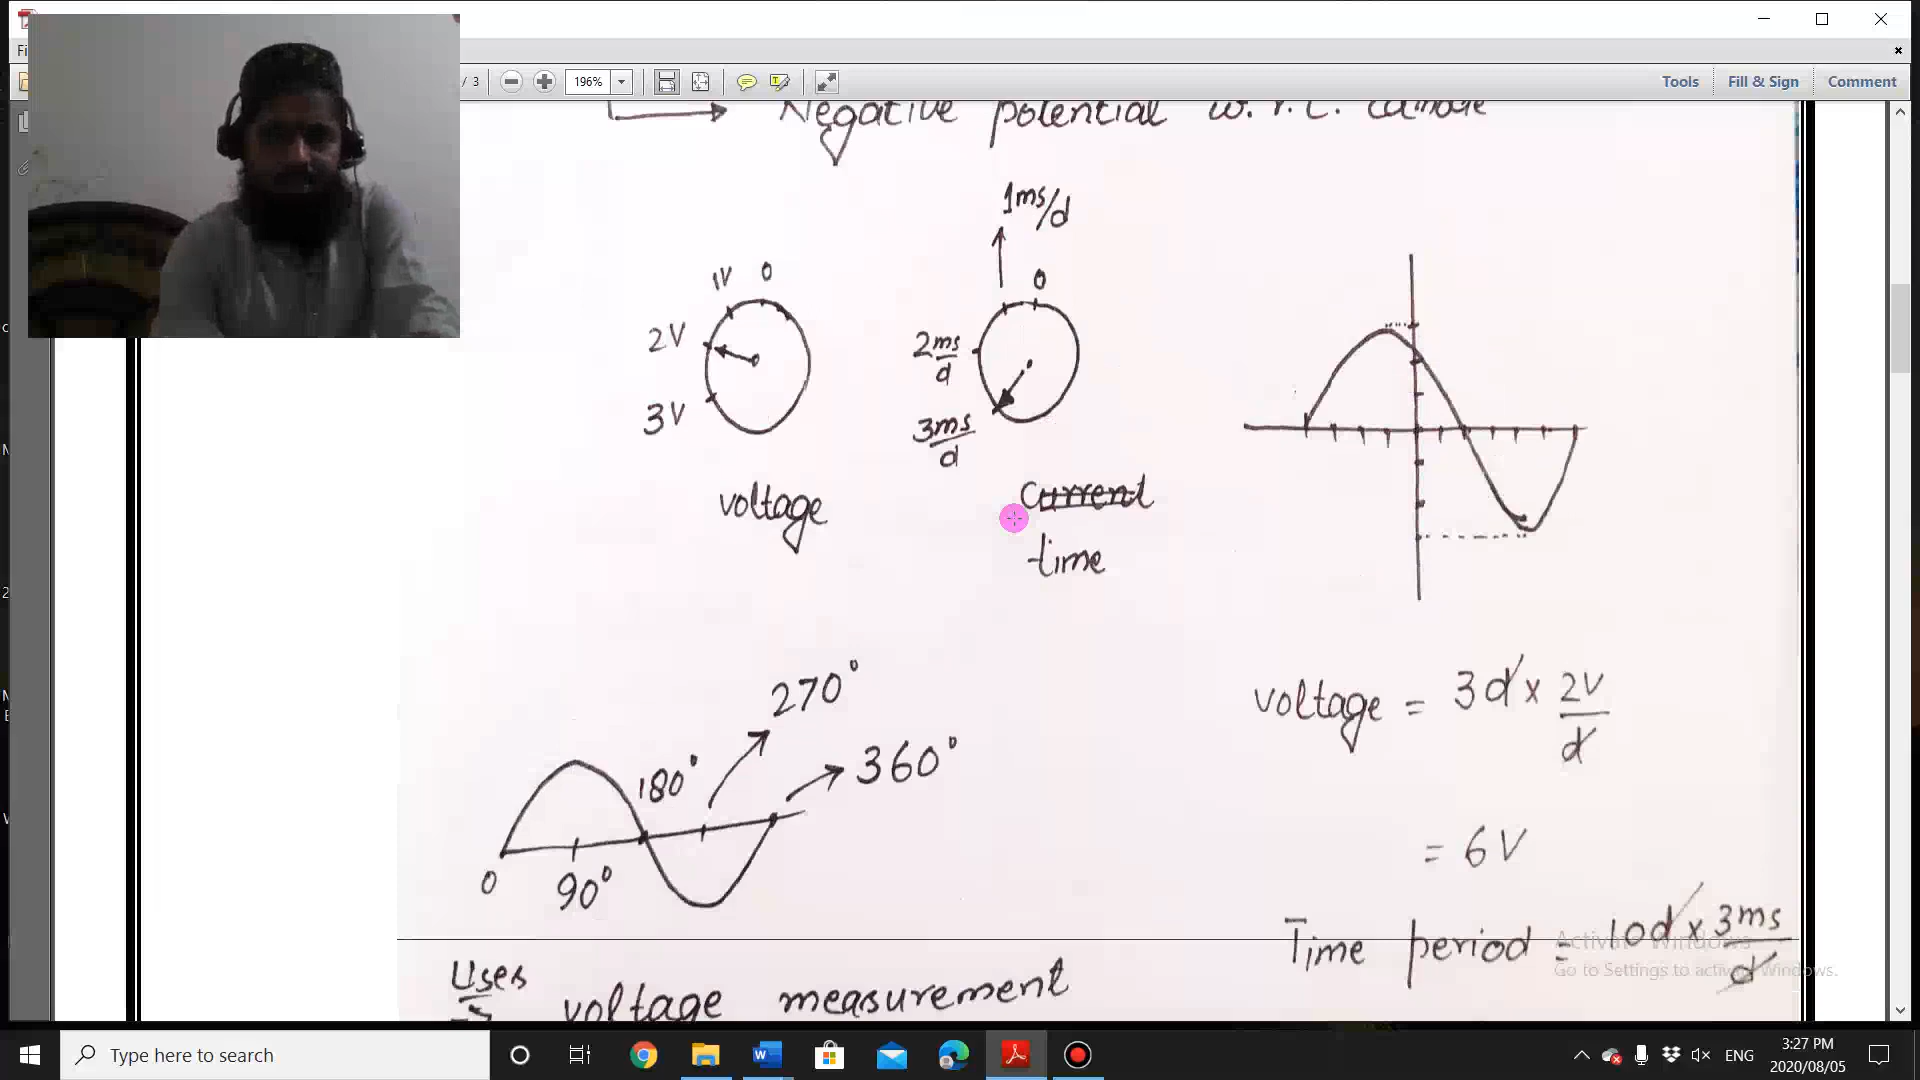 Fi
/ 3
196%
Tools
Fill & Sign
Comment
Negative potential w.r.t. cathode
1ms/d
1V 0
0
2V
2ms/d
3V
3ms/d
voltage
Current
time
270°
voltage = 3d × 2V/d
180°
360°
= 6V
0
90°
Time period = 10d × 3ms/d
Activate Windows
Go to Settings to activate Windows.
Uses
voltage measurement
Type here to search
ENG
3:27 PM
2020/08/05